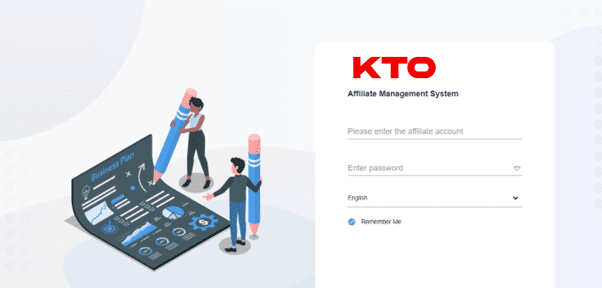 KTO
Affiliate Management System
Please enter the affiliate account
Enter password
English
Remember Me
Business Plan